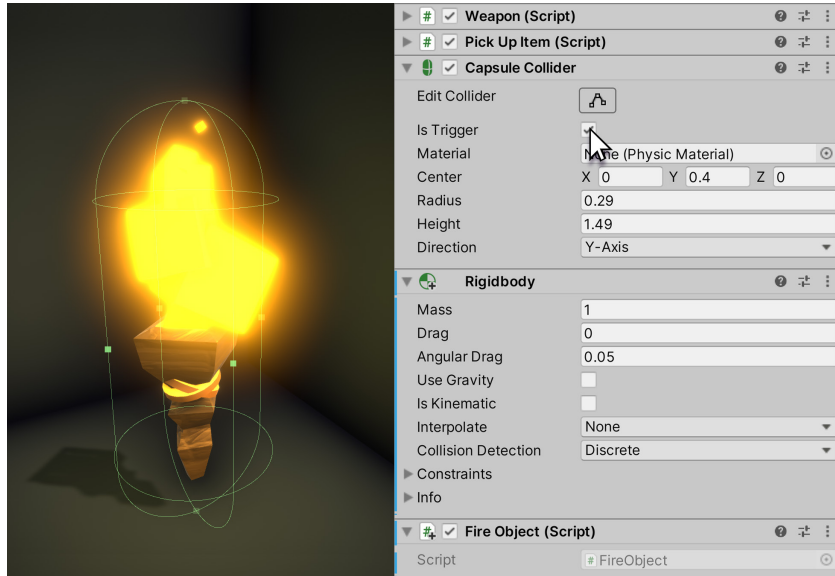 Weapon (Script)
Pick Up Item (Script)
Capsule Collider
Edit Collider
Is Trigger
Material None (Physic Material)
Center X 0 Y 0.4 Z 0
Radius 0.29
Height 1.49
Direction Y-Axis
Rigidbody
Mass 1
Drag 0
Angular Drag 0.05
Use Gravity
Is Kinematic
Interpolate None
Collision Detection Discrete
Constraints
Info
Fire Object (Script)
Script # FireObject